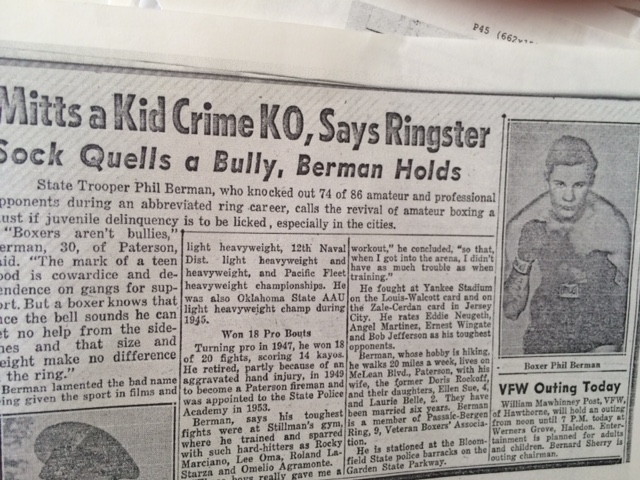 P45 (662x
Mitts a Kid Crime KO, Says Ringster
Sock Quells a Bully, Berman Holds
State Trooper Phil Berman, who knocked out 74 of 86 amateur and professional
pponents during an abbreviated ring career, calls the revival of amateur boxing a
ust if juvenile delinquency is to be licked, especially in the cities.
"Boxers aren't bullies,"
erman, 30, of Paterson,
aid. "The mark of a teen
ood is cowardice and de-
endence on gangs for sup-
ort. But a boxer knows that
nce the bell sounds he can
et no help from the side-
nes and that size and
eight make no difference
the ring."
Berman lamented the bad name
ing given the sport in films and
light heavyweight, 12th Naval
Dist. light heavyweight and
heavyweight, and Pacific Fleet
heavyweight championships. He
was also Oklahoma State AAU
light heavyweight champ during
1945.
Won 18 Pro Bouts
Turning pro in 1947, he won 18
of 20 fights, scoring 14 kayos.
He retired, partly because of an
aggravated hand injury, in 1949
to become a Paterson fireman and
was appointed to the State Police
Academy in 1953.
Berman, says his toughest
fights were at Stillman's gym,
where he trained and sparred
with such hard-hitters as Rocky
Marciano, Lee Oma, Roland La-
Starza and Omelio Agramonte.
boys really gave me a
workout," he concluded, "so that,
when I got into the arena, I didn't
have as much trouble as when
training."
He fought at Yankee Stadium
on the Louis-Walcott card and on
the Zale-Cerdan card in Jersey
City. He rates Eddie Neugeth,
Angel Martinez, Ernest Wingate
and Bob Jefferson as his toughest
opponents.
Berman, whose hobby is hiking,
he walks 20 miles a week, lives on
McLean Blvd., Paterson, with his
wife, the former Doris Roskoff,
and their daughters, Ellen Sue, 4,
and Laurie Belle, 2. They have
been married six years. Berman
is a member of Passaic-Bergen
Ring, 9, Veteran Boxers' Associa-
tion.
He is stationed at the Bloom-
field State police barracks on the
Garden State Parkway.
Boxer Phil Berman
VFW Outing Today
William Mawhinney Post, VFW,
of Hawthorne, will hold an outing
from noon until 7 P.M. today at
Werners Grove, Haledon. Enter-
tainment is planned for adults
and children. Bernard Sherry is
outing chairman.